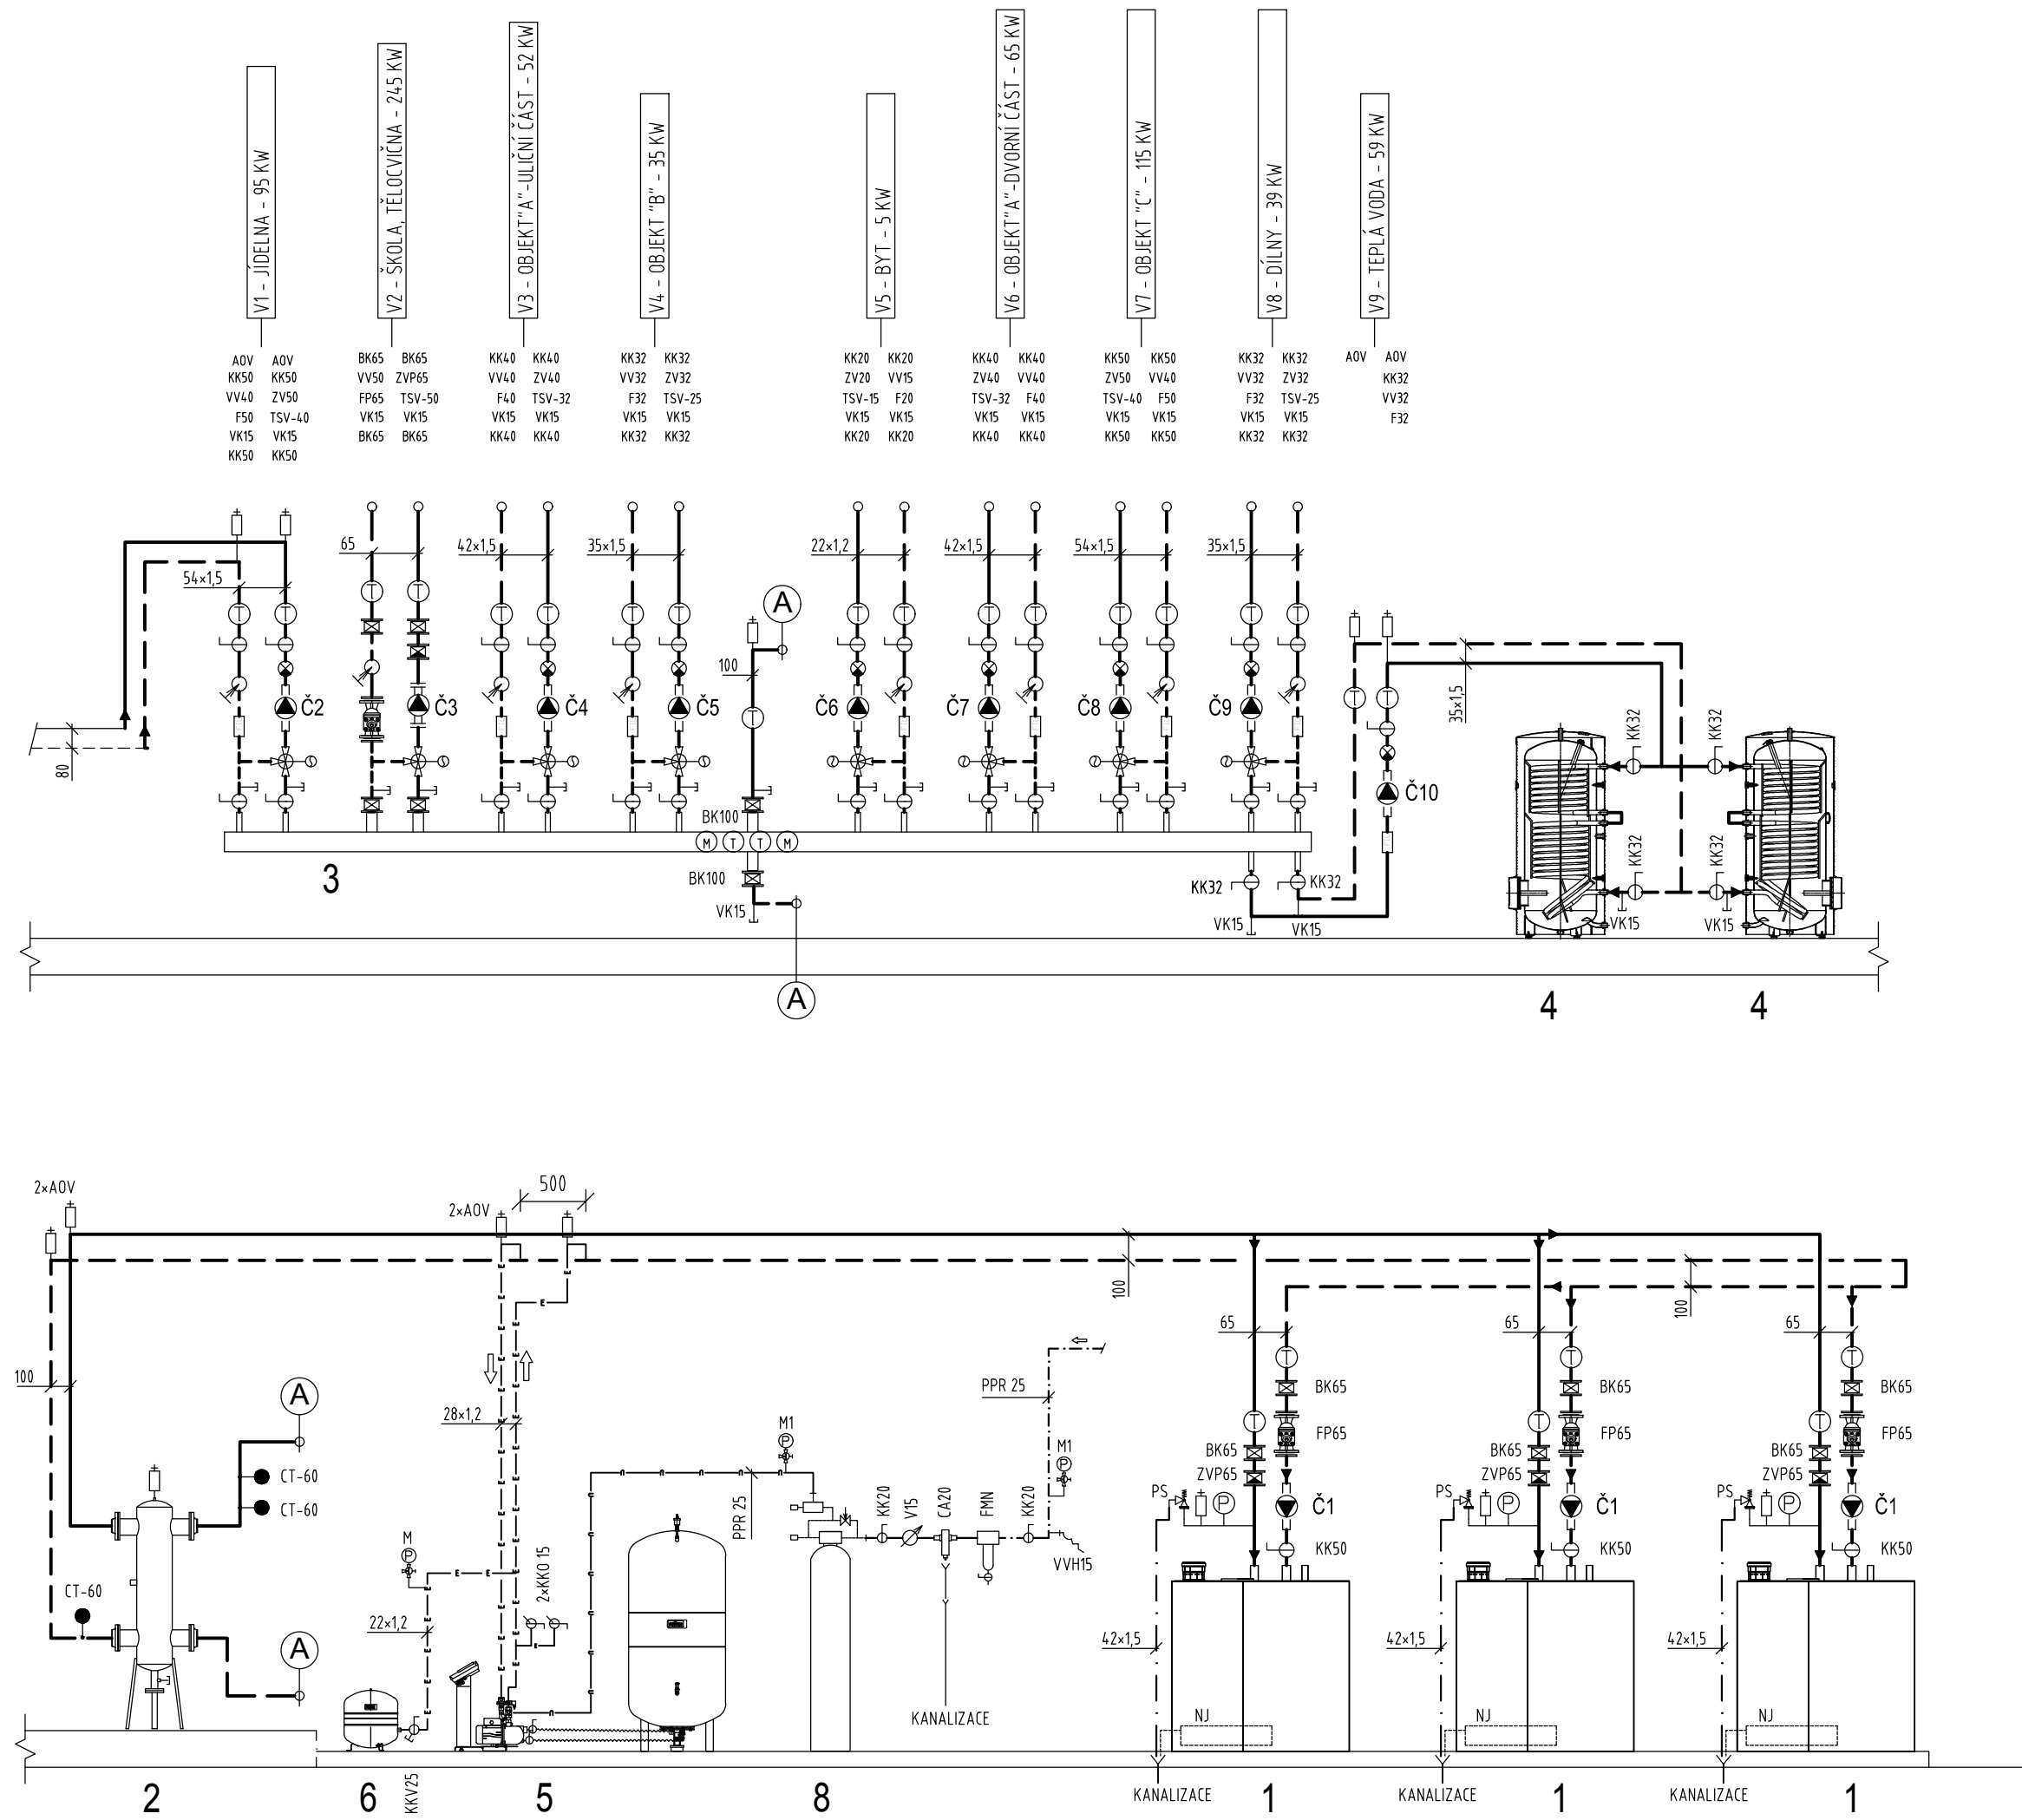 V1 - JÍDELNA - 95 KW
V2 - ŠKOLA, TĚLOCVIČNA - 245 KW
V3 - OBJEKT"A"-ULIČNÍ ČÁST - 52 KW
V4 - OBJEKT "B" - 35 KW
V5 - BYT - 5 KW
V6 - OBJEKT"A"-DVORNÍ ČÁST - 65 KW
V7 - OBJEKT "C" - 115 KW
V8 - DÍLNY - 39 KW
V9 - TEPLÁ VODA - 59 KW
AOV AOV BK65 BK65 KK40 KK40 KK32 KK32 KK20 KK20 KK40 KK40 KK50 KK50 KK32 KK32 AOV AOV
KK50 KK50 VV50 ZVP65 VV40 ZV40 VV32 ZV32 ZV20 VV15 ZV40 VV40 ZV50 VV40 VV32 ZV32 KK32
VV40 ZV50 FP65 TSV-50 F40 TSV-32 F32 TSV-25 TSV-15 F20 TSV-32 F40 TSV-40 F50 F32 TSV-25 VV32
F50 TSV-40 VK15 VK15 VK15 VK15 VK15 VK15 VK15 VK15 VK15 VK15 VK15 VK15 VK15 VK15 F32
VK15 VK15 BK65 BK65 KK40 KK40 KK32 KK32 KK20 KK20 KK40 KK40 KK50 KK50 KK32 KK32
KK50 KK50
65 42×1,5 35×1,5 22×1,2 42×1,5 54×1,5 35×1,5
54×1,5
A
T T T T T T T T T T T T T T T T
100
T
T T
35×1,5
Č2 Č3 Č4 Č5 Č6 Č7 Č8 Č9
KK32 KK32
80
Č10
BK100
M T T M
KK32 KK32
3
BK100
KK32 KK32
VK15
VK15 VK15
VK15 VK15
A
4 4
2×AOV
500
2×AOV
100
100
65 65 65
T T T
100
A
PPR 25
BK65 BK65 BK65
28×1,2
M1
P
T T T
FP65 FP65 FP65
M1
P
BK65 BK65 BK65
CT-60
ZVP65 ZVP65 ZVP65
CT-60
PPR 25
KK20 V15 CA20 FMN KK20
PS P PS P PS P
Č1 Č1 Č1
M
P
VVH15
KK50 KK50 KK50
CT-60
2×KKO 15
22×1,2
A
42×1,5 42×1,5 42×1,5
KANALIZACE
NJ NJ NJ
KKV25
2 6 5 8 1 1 1
KANALIZACE KANALIZACE KANALIZACE